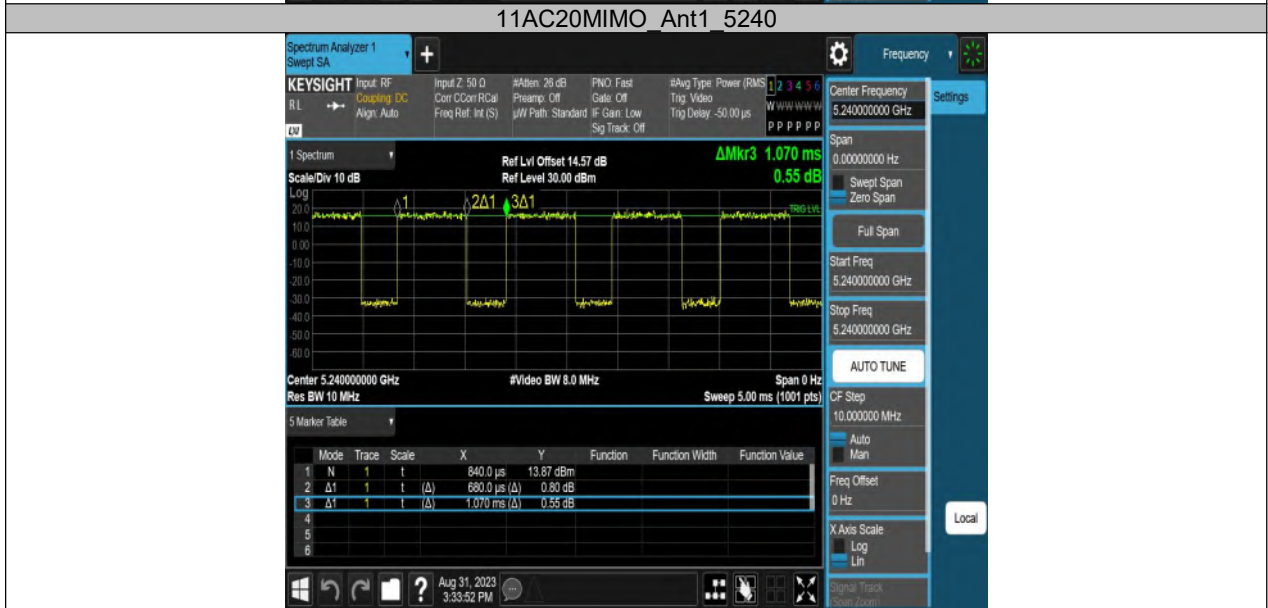 11AC20MIMO_Ant1_5240
Spectrum Analyzer 1
Swept SA
+
Frequency
KEYSIGHT
Input: RF
Coupling: DC
Align: Auto
Input Z: 50 Ω
Corr CCorr RCal
Freq Ref: Int (S)
#Atten: 26 dB
Preamp: Off
µW Path: Standard
PNO: Fast
Gate: Off
IF Gain: Low
Sig Track: Off
#Avg Type: Power (RMS
Trig: Video
Trig Delay: -50.00 µs
1 2 3 4 5 6
W W W W W W
P P P P P P
RL
LXI
1 Spectrum
Scale/Div 10 dB
Log
Ref Lvl Offset 14.57 dB
Ref Level 30.00 dBm
ΔMkr3 1.070 ms
0.55 dB
1
2Δ1
3Δ1
TRIG LVL
20.0
10.0
0.00
-10.0
-20.0
-30.0
-40.0
-50.0
-60.0
Center 5.240000000 GHz
#Video BW 8.0 MHz
Span 0 Hz
Res BW 10 MHz
Sweep 5.00 ms (1001 pts)
5 Marker Table
Mode Trace Scale X Y Function Function Width Function Value
1 N 1 t 840.0 µs 13.87 dBm
2 Δ1 1 t (Δ) 680.0 µs (Δ) 0.80 dB
3 Δ1 1 t (Δ) 1.070 ms (Δ) 0.55 dB
4
5
6
?
Aug 31, 2023
3:33:52 PM
Center Frequency
5.240000000 GHz
Settings
Span
0.00000000 Hz
Swept Span
Zero Span
Full Span
Start Freq
5.240000000 GHz
Stop Freq
5.240000000 GHz
AUTO TUNE
CF Step
10.000000 MHz
Auto
Man
Freq Offset
0 Hz
X Axis Scale
Log
Lin
Local
Signal Track
(Span Zoom)